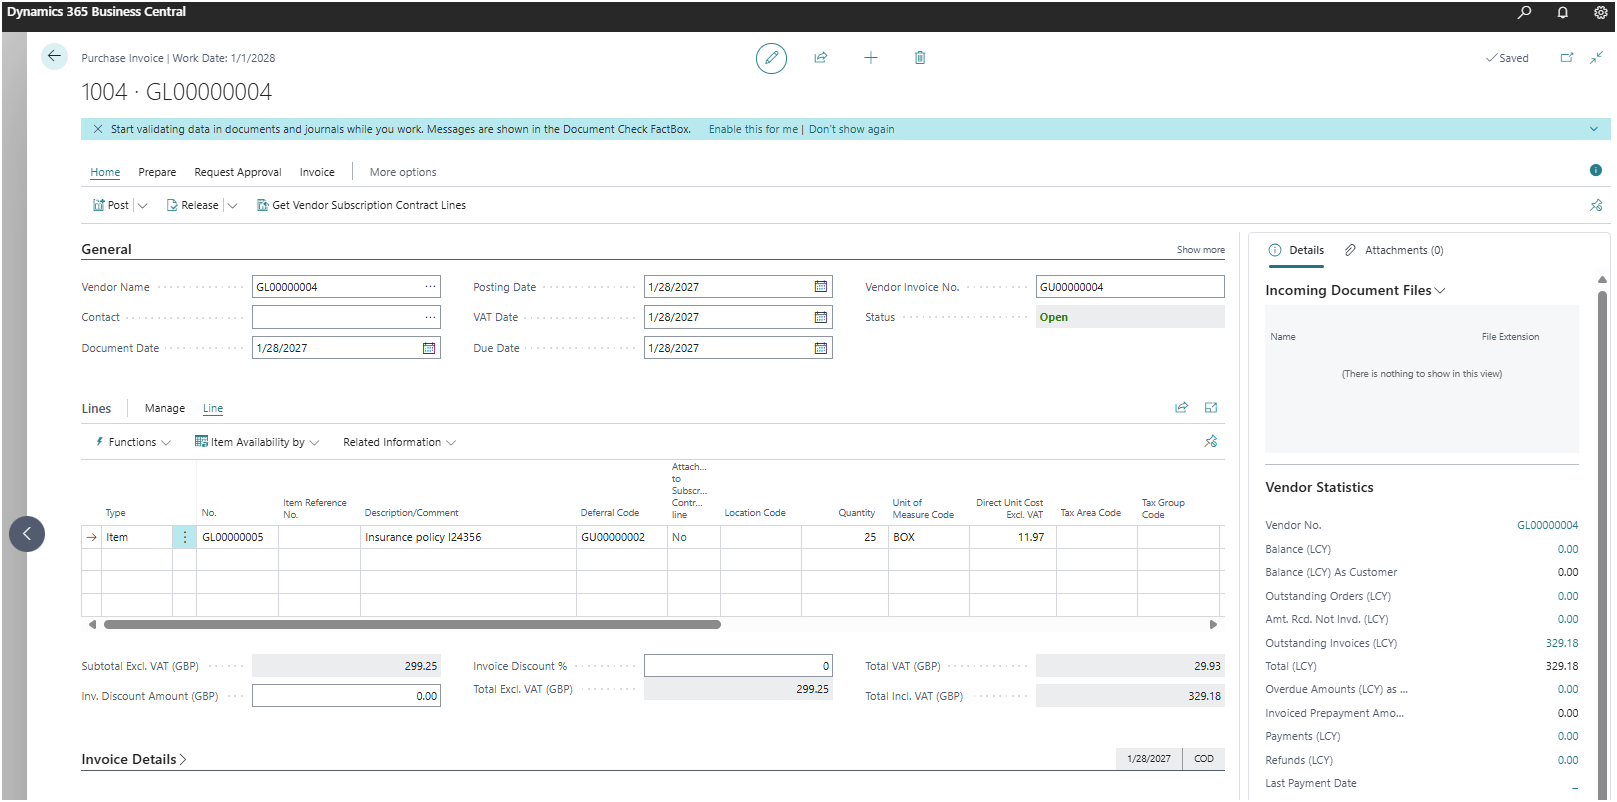 Dynamics 365 Business Central
Purchase Invoice | Work Date: 1/1/2028
Saved
1004 · GL00000004
Start validating data in documents and journals while you work. Messages are shown in the Document Check FactBox. Enable this for me | Don't show again
Home Prepare Request Approval Invoice More options
Post Release Get Vendor Subscription Contract Lines
General
Show more
Vendor Name GL00000004 ...
Posting Date 1/28/2027
Vendor Invoice No. GU00000004
Contact ...
VAT Date 1/28/2027
Status Open
Document Date 1/28/2027
Due Date 1/28/2027
Lines Manage Line
Functions Item Availability by Related Information
Type
No.
Item Reference
No.
Description/Comment
Deferral Code
Attach...
to
Subscr...
Contr...
line
Location Code
Quantity
Unit of
Measure Code
Direct Unit Cost
Excl. VAT
Tax Area Code
Tax Group
Code
Item GL00000005 Insurance policy I24356 GU00000002 No 25 BOX 11.97
Subtotal Excl. VAT (GBP) 299.25
Invoice Discount % 0
Total VAT (GBP) 29.93
Inv. Discount Amount (GBP) 0.00
Total Excl. VAT (GBP) 299.25
Total Incl. VAT (GBP) 329.18
Invoice Details
1/28/2027 COD
Details Attachments (0)
Incoming Document Files
Name File Extension
(There is nothing to show in this view)
Vendor Statistics
Vendor No. GL00000004
Balance (LCY) 0.00
Balance (LCY) As Customer 0.00
Outstanding Orders (LCY) 0.00
Amt. Rcd. Not Invd. (LCY) 0.00
Outstanding Invoices (LCY) 329.18
Total (LCY) 329.18
Overdue Amounts (LCY) as ... 0.00
Invoiced Prepayment Amo... 0.00
Payments (LCY) 0.00
Refunds (LCY) 0.00
Last Payment Date _